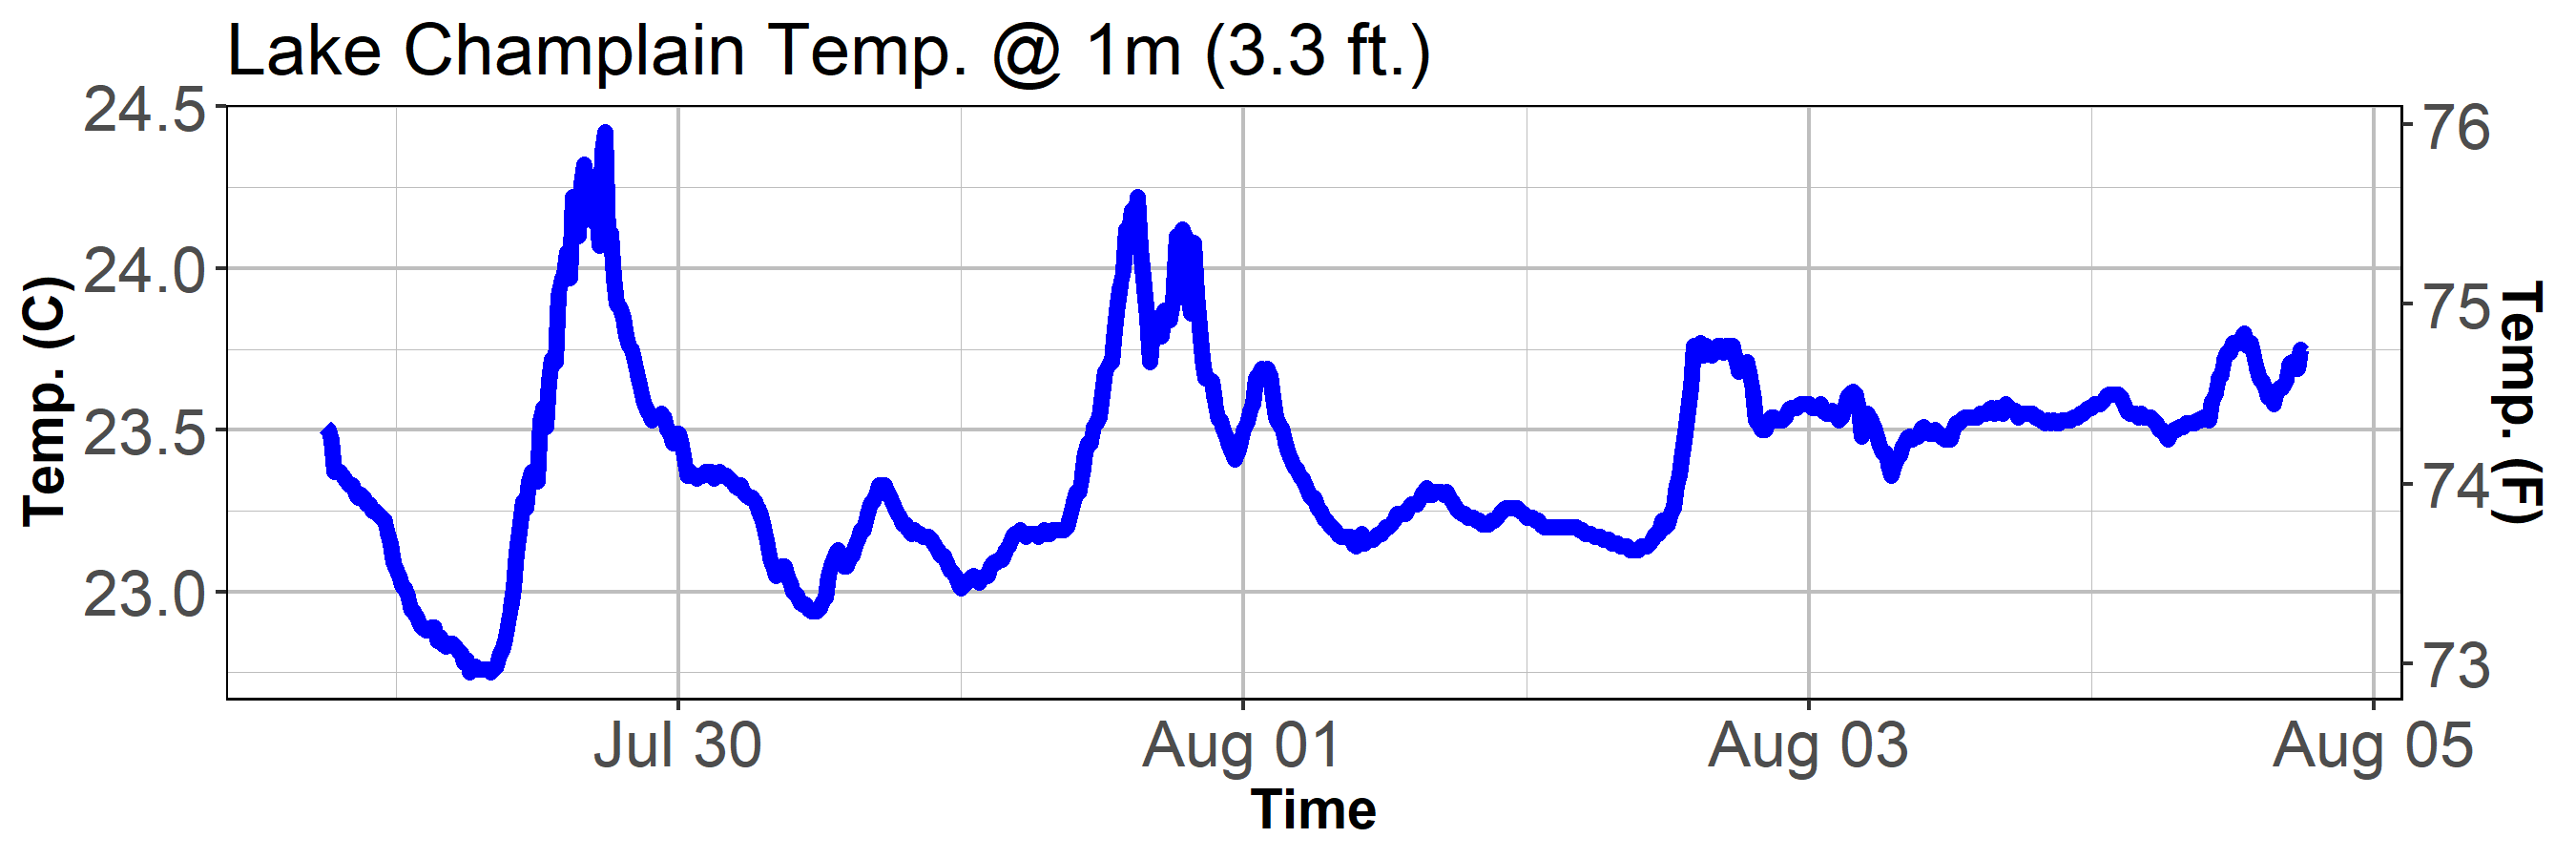 Lake Champlain Temp. @ 1m (3.3 ft.)
24.5
24.0
23.5
23.0
Temp. (C)
76
75
74
73
Temp. (F)
Jul 30
Aug 01
Aug 03
Aug 05
Time